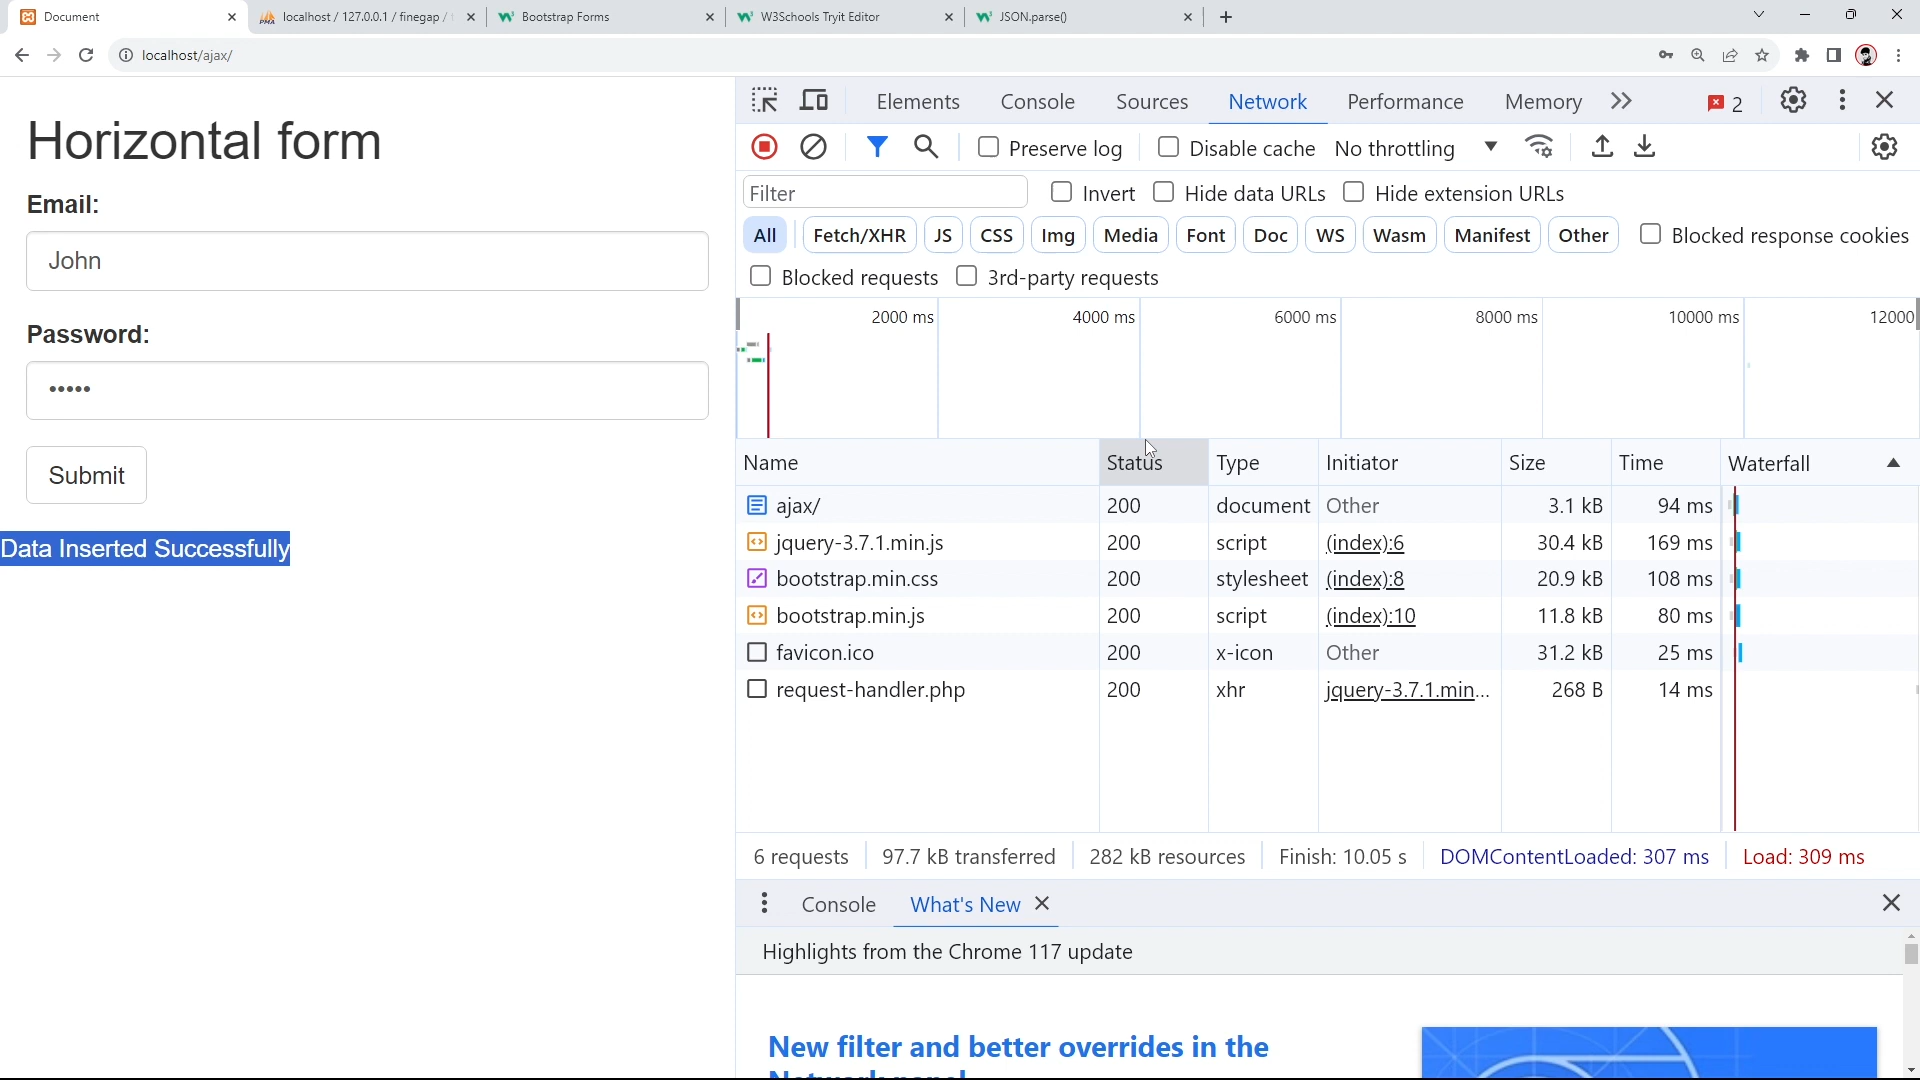 Document
localhost / 127.0.0.1 / finegap /
Bootstrap Forms
W3Schools Tryit Editor
JSON.parse()
localhost/ajax/
Horizontal form
Email:
John
Password:
•••••
Submit
Data Inserted Successfully
Elements Console Sources Network Performance Memory 2
Preserve log Disable cache No throttling
Filter Invert Hide data URLs Hide extension URLs
All Fetch/XHR JS CSS Img Media Font Doc WS Wasm Manifest Other Blocked response cookies
Blocked requests 3rd-party requests
2000 ms 4000 ms 6000 ms 8000 ms 10000 ms 12000
Name Status Type Initiator Size Time Waterfall
ajax/ 200 document Other 3.1 kB 94 ms
jquery-3.7.1.min.js 200 script (index):6 30.4 kB 169 ms
bootstrap.min.css 200 stylesheet (index):8 20.9 kB 108 ms
bootstrap.min.js 200 script (index):10 11.8 kB 80 ms
favicon.ico 200 x-icon Other 31.2 kB 25 ms
request-handler.php 200 xhr jquery-3.7.1.min... 268 B 14 ms
6 requests 97.7 kB transferred 282 kB resources Finish: 10.05 s DOMContentLoaded: 307 ms Load: 309 ms
Console What's New
Highlights from the Chrome 117 update
New filter and better overrides in the